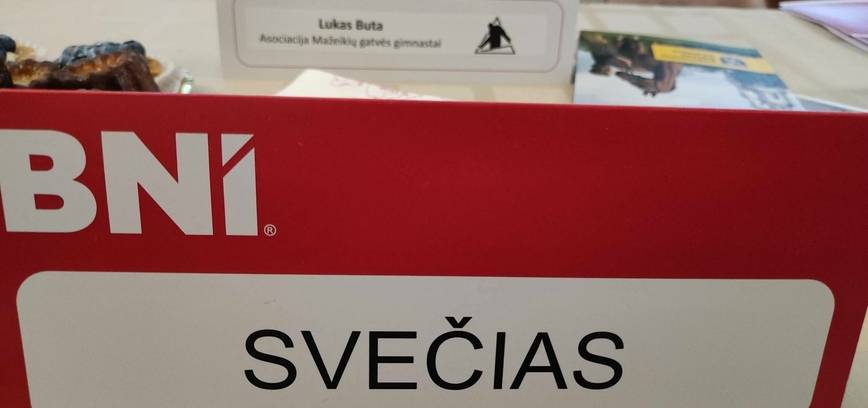 Lukas Buta
Asociacija Mažeikių gatvės gimnastai
BNI®
SVEČIAS